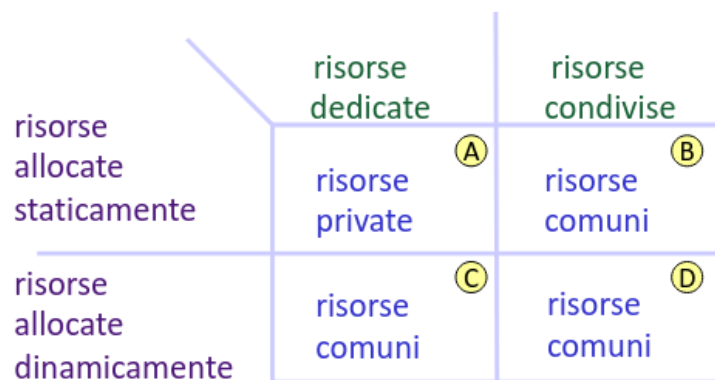 risorse
dedicate
risorse
condivise
risorse
allocate
staticamente
A
risorse
private
B
risorse
comuni
risorse
allocate
dinamicamente
C
risorse
comuni
D
risorse
comuni